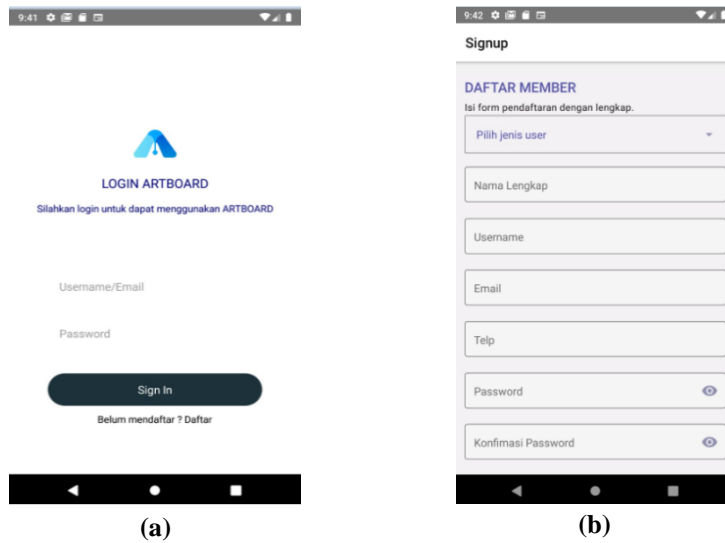 9:41
LOGIN ARTBOARD
Silahkan login untuk dapat menggunakan ARTBOARD
Username/Email
Password
Sign In
Belum mendaftar ? Daftar
(a)
9:42
Signup
DAFTAR MEMBER
Isi form pendaftaran dengan lengkap.
Pilih jenis user
Nama Lengkap
Username
Email
Telp
Password
Konfimasi Password
(b)